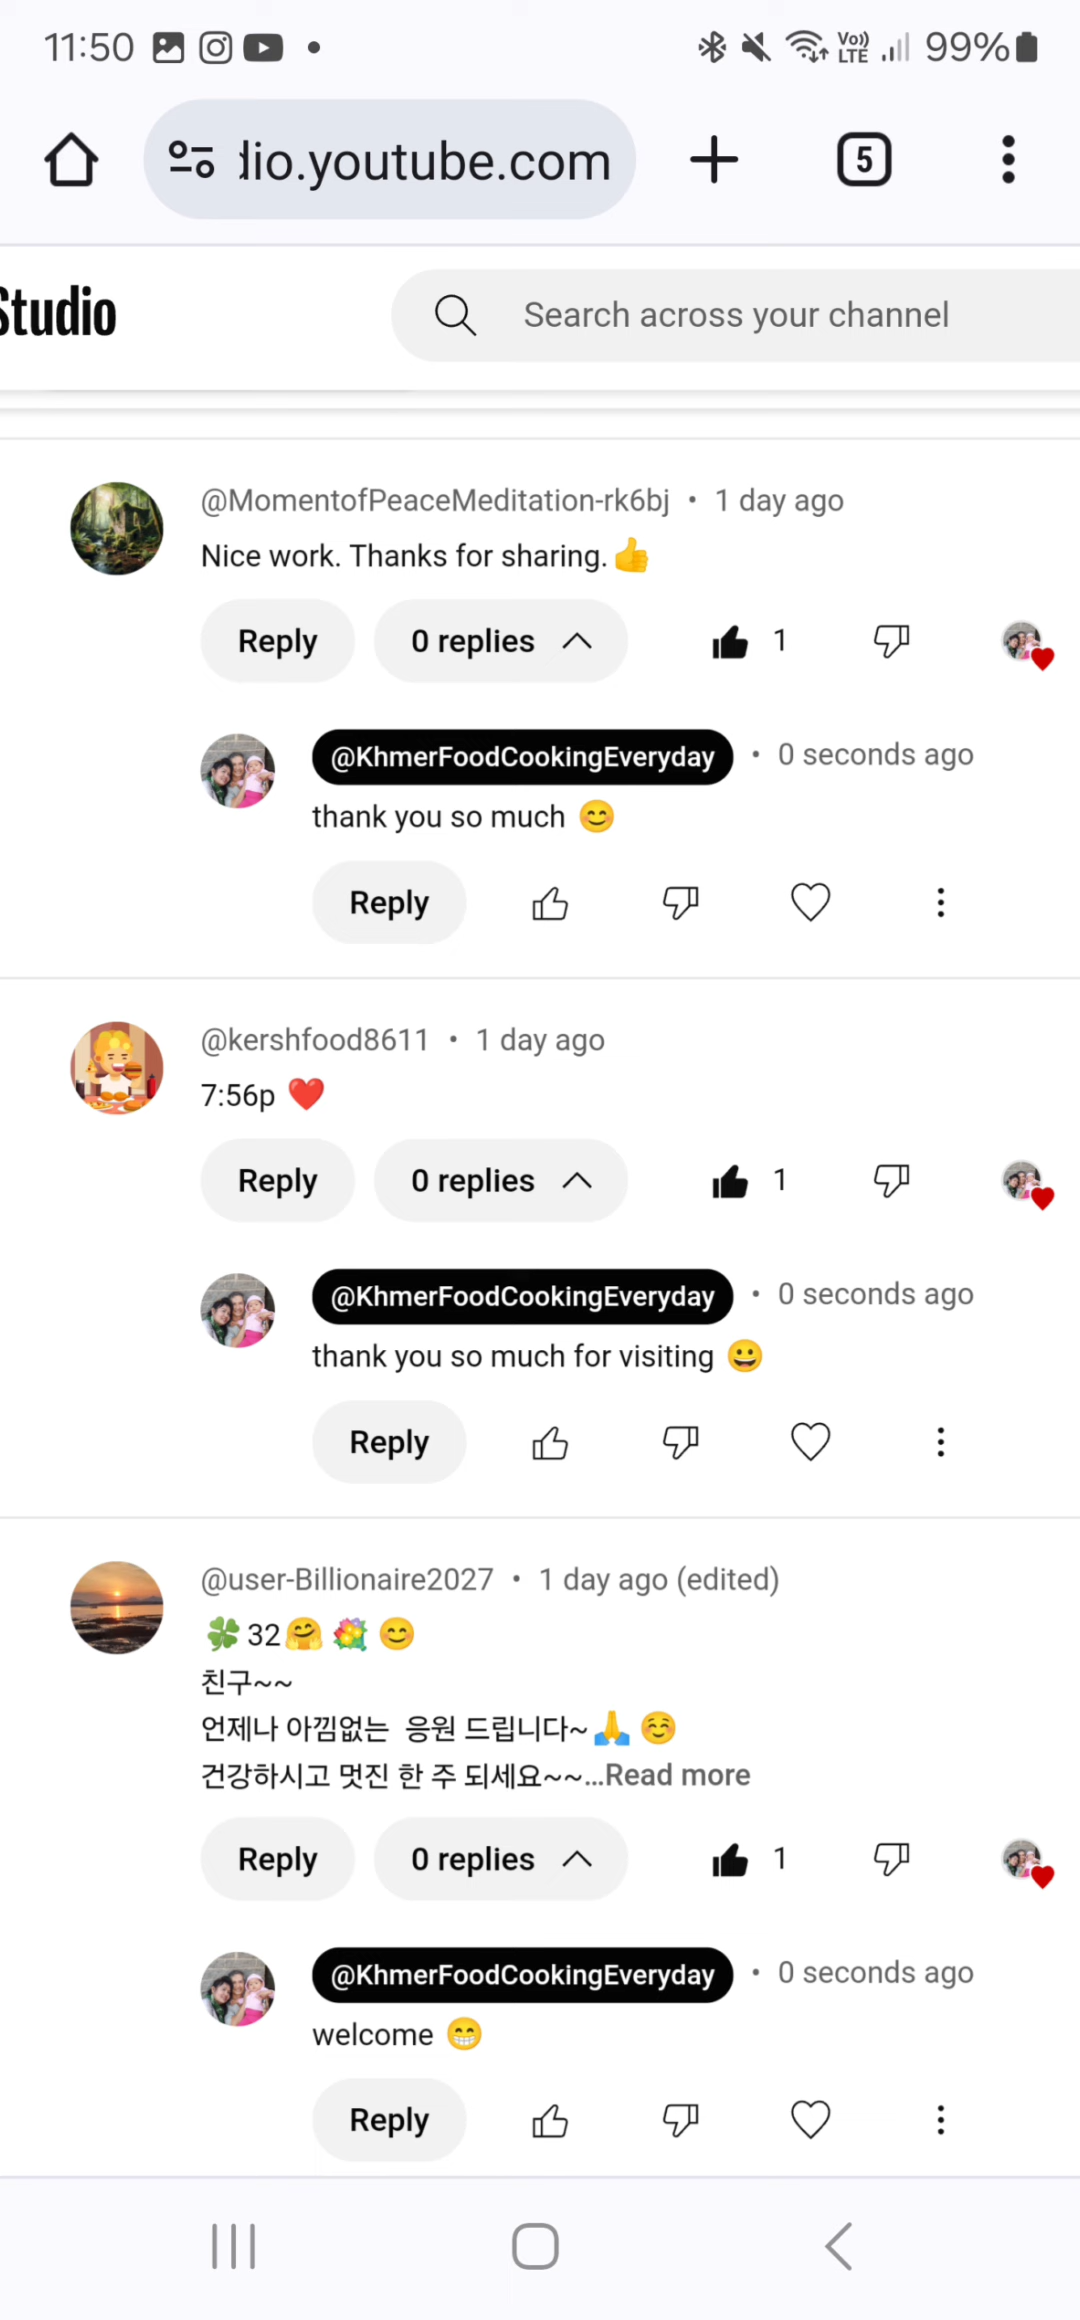 11:50
Vo)) LTE
99%
dio.youtube.com
5
Studio
Search across your channel
@MomentofPeaceMeditation-rk6bj • 1 day ago
Nice work. Thanks for sharing.👍
Reply
0 replies
1
@KhmerFoodCookingEveryday • 0 seconds ago
thank you so much 😊
Reply
@kershfood8611 • 1 day ago
7:56p ❤️
Reply
0 replies
1
@KhmerFoodCookingEveryday • 0 seconds ago
thank you so much for visiting 😀
Reply
@user-Billionaire2027 • 1 day ago (edited)
🍀32🤗💐😊
친구~~
언제나 아낌없는 응원 드립니다~🙏☺️
건강하시고 멋진 한 주 되세요~~...Read more
Reply
0 replies
1
@KhmerFoodCookingEveryday • 0 seconds ago
welcome 😁
Reply